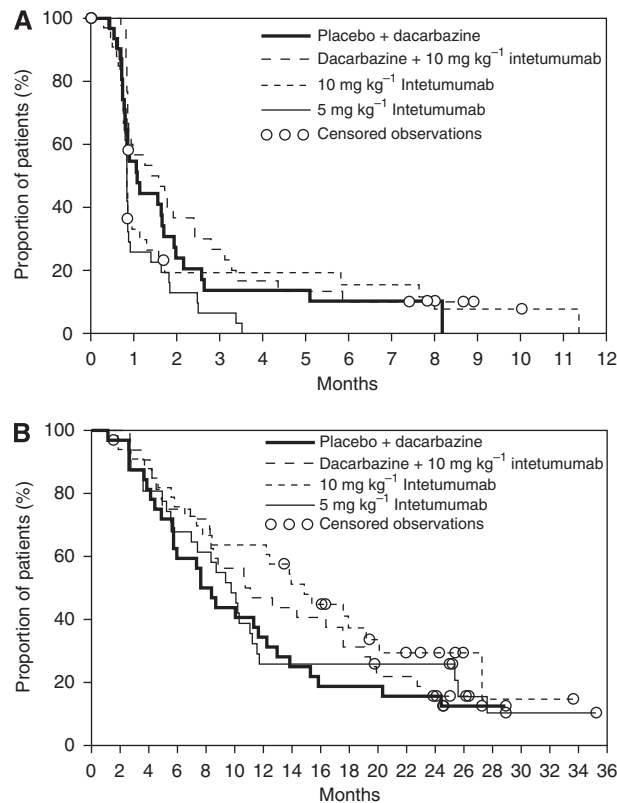 A
Proportion of patients (%)
100
80
60
40
20
0
Placebo + dacarbazine
Dacarbazine + 10 mg kg⁻¹ intetumumab
10 mg kg⁻¹ Intetumumab
5 mg kg⁻¹ Intetumumab
Censored observations
0 1 2 3 4 5 6 7 8 9 10 11 12
Months
B
Proportion of patients (%)
100
80
60
40
20
0
Placebo + dacarbazine
Dacarbazine + 10 mg kg⁻¹ intetumumab
10 mg kg⁻¹ Intetumumab
5 mg kg⁻¹ Intetumumab
Censored observations
0 2 4 6 8 10 12 14 16 18 20 22 24 26 28 30 32 34 36
Months